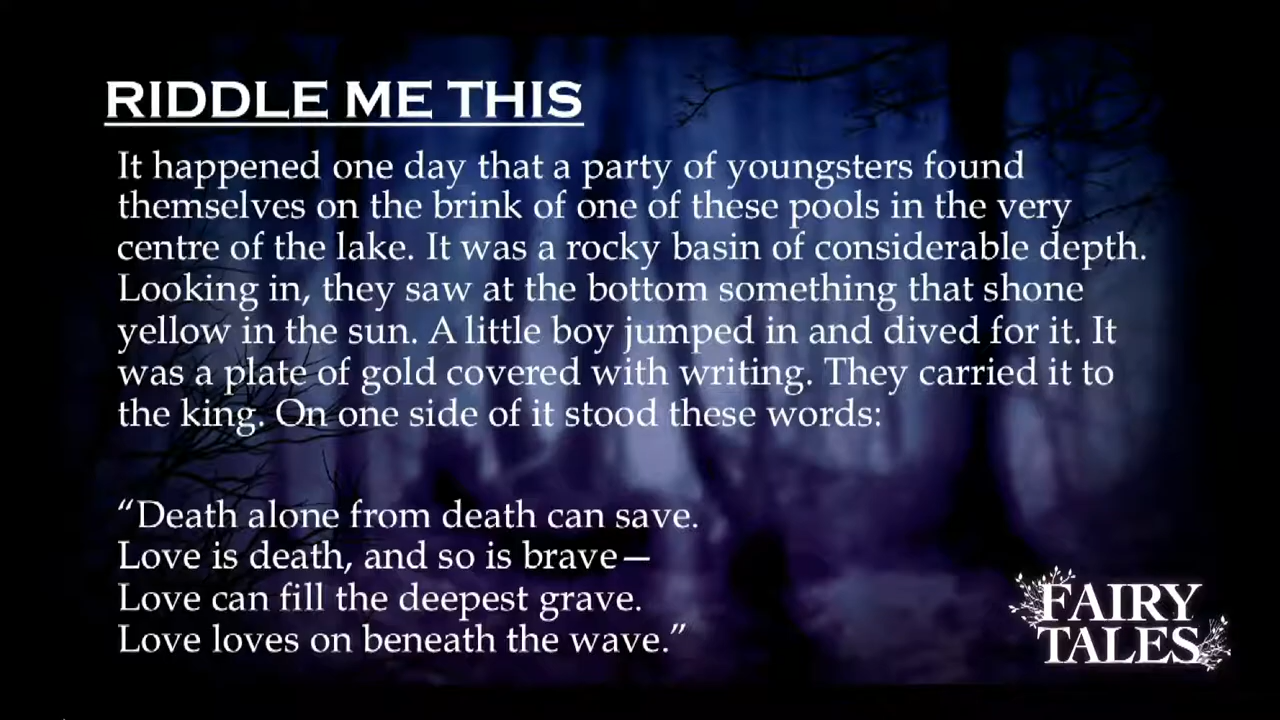 RIDDLE ME THIS
It happened one day that a party of youngsters found
themselves on the brink of one of these pools in the very
centre of the lake. It was a rocky basin of considerable depth.
Looking in, they saw at the bottom something that shone
yellow in the sun. A little boy jumped in and dived for it. It
was a plate of gold covered with writing. They carried it to
the king. On one side of it stood these words:
“Death alone from death can save.
Love is death, and so is brave—
Love can fill the deepest grave.
Love loves on beneath the wave.”
FAIRY
TALES